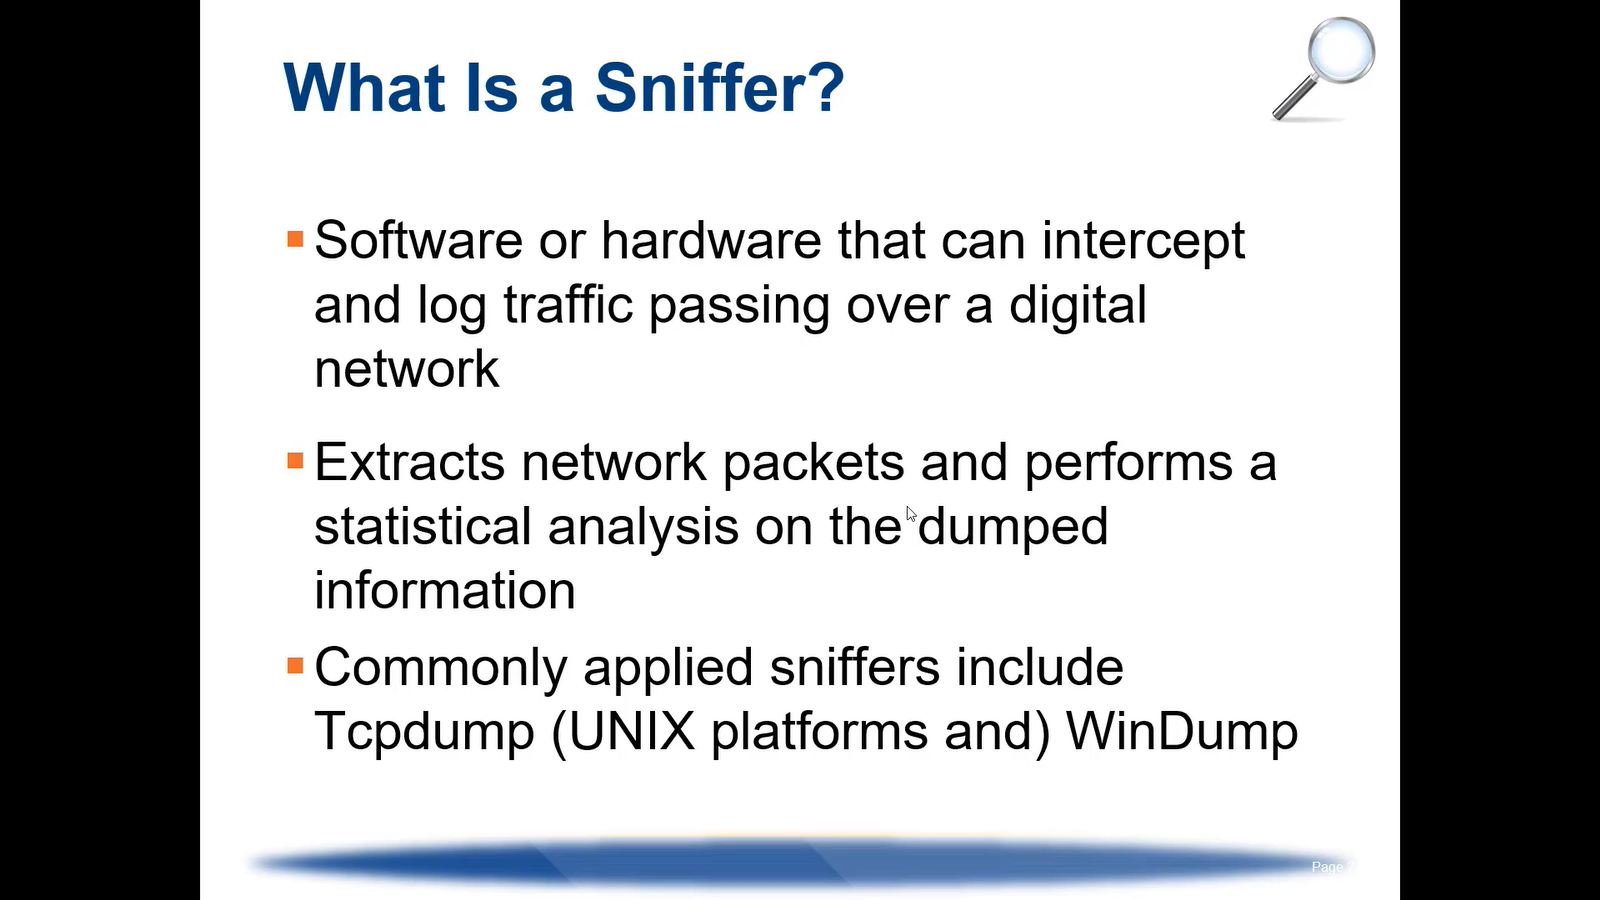 What Is a Sniffer?
Software or hardware that can intercept
and log traffic passing over a digital
network
Extracts network packets and performs a
statistical analysis on the dumped
information
Commonly applied sniffers include
Tcpdump (UNIX platforms and) WinDump
Page